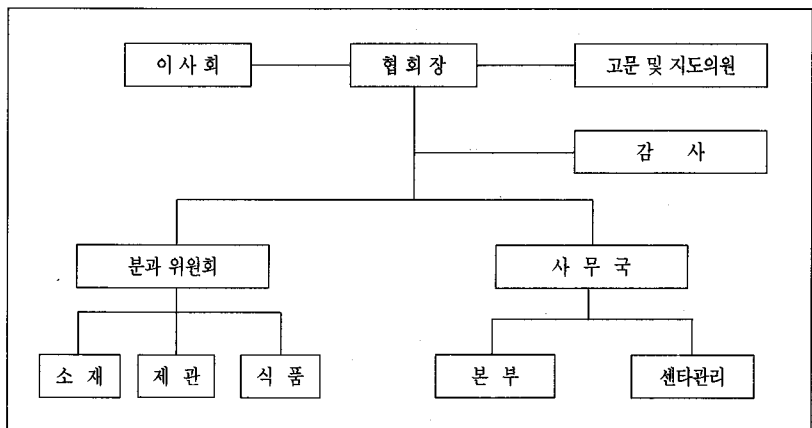 이 사 회
협 회 장
고문 및 지도의원
감 사
분과 위원회
사 무 국
소 재
제 관
식 품
본 부
센타관리